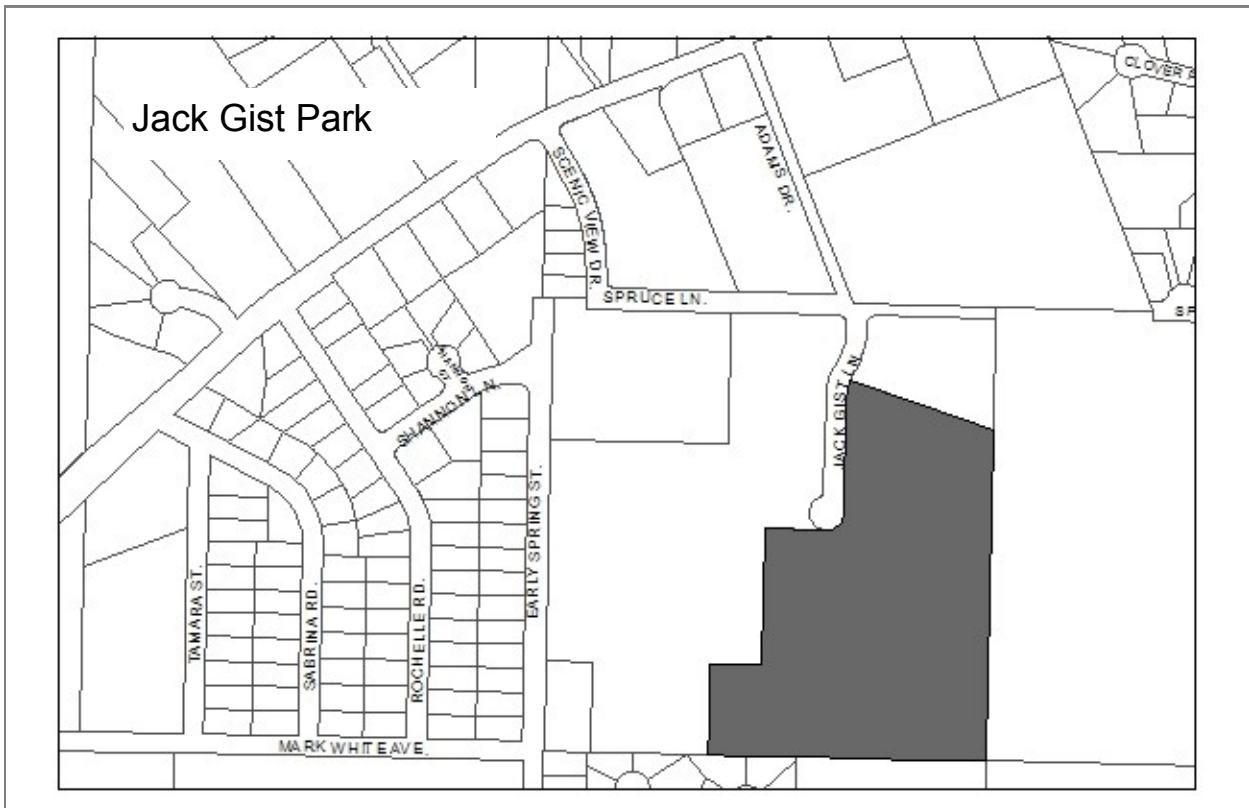 Jack Gist Park
CLOVER
SCENIC VIEW DR.
ADAMS DR.
SPRUCE LN.
JACK GIST LN
SHANNON LN.
EARLY SPRING ST.
TAMARA ST.
SABRINA RD.
ROCHELLE RD.
MARK WHITE AVE.